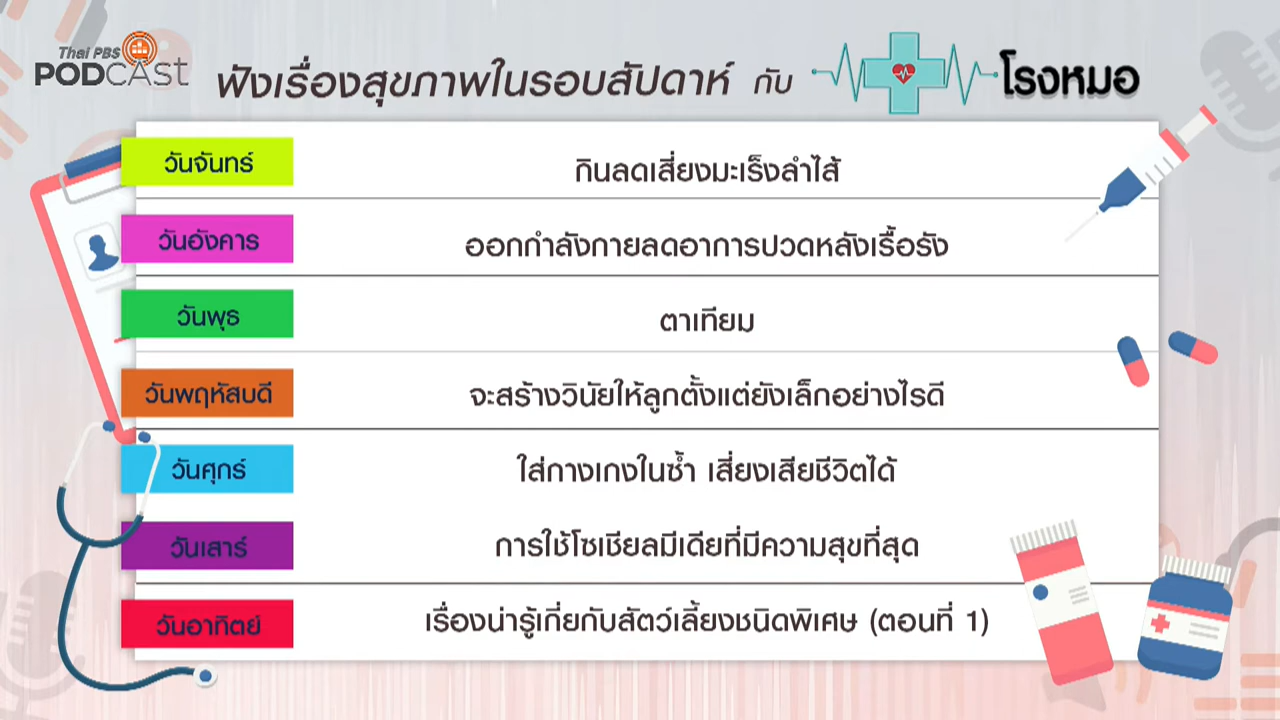 Thai PBS
PODCAST
ฟังเรื่องสุขภาพในรอบสัปดาห์ กับ โรงหมอ
วันจันทร์ กินลดเสี่ยงมะเร็งลำไส้
วันอังคาร ออกกำลังกายลดอาการปวดหลังเรื้อรัง
วันพุธ ตาเทียม
วันพฤหัสบดี จะสร้างวินัยให้ลูกตั้งแต่ยังเล็กอย่างไรดี
วันศุกร์ ใส่กางเกงในซ้ำ เสี่ยงเสียชีวิตได้
วันเสาร์ การใช้โซเชียลมีเดียที่มีความสุขที่สุด
วันอาทิตย์ เรื่องน่ารู้เกี่ยกับสัตว์เลี้ยงชนิดพิเศษ (ตอนที่ 1)